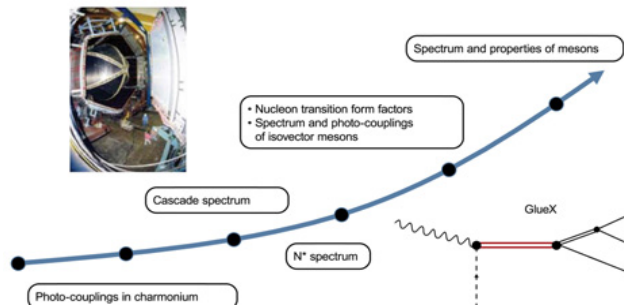 Spectrum and properties of mesons
• Nucleon transition form factors
• Spectrum and photo-couplings
of isovector mesons
Cascade spectrum
GlueX
N* spectrum
Photo-couplings in charmonium